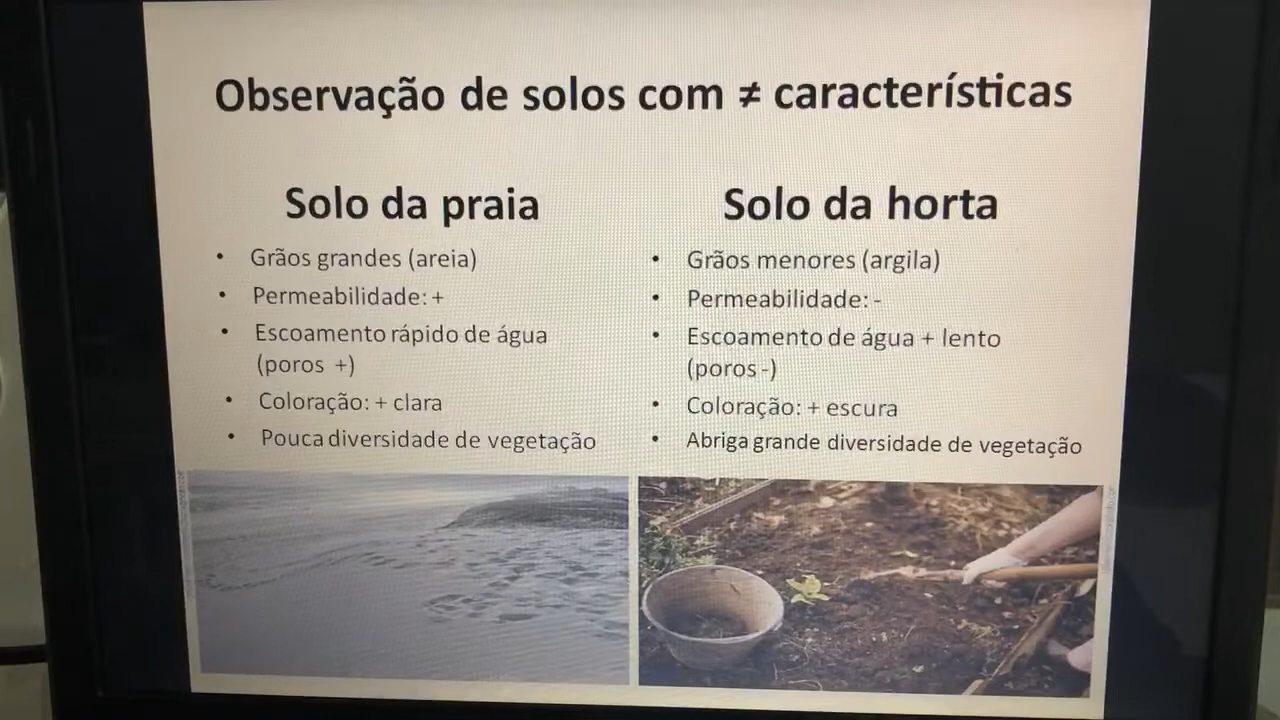 Observação de solos com ≠ características
Solo da praia
• Grãos grandes (areia)
• Permeabilidade: +
• Escoamento rápido de água
(poros +)
• Coloração: + clara
• Pouca diversidade de vegetação
Solo da horta
• Grãos menores (argila)
• Permeabilidade: -
• Escoamento de água + lento
(poros -)
• Coloração: + escura
• Abriga grande diversidade de vegetação